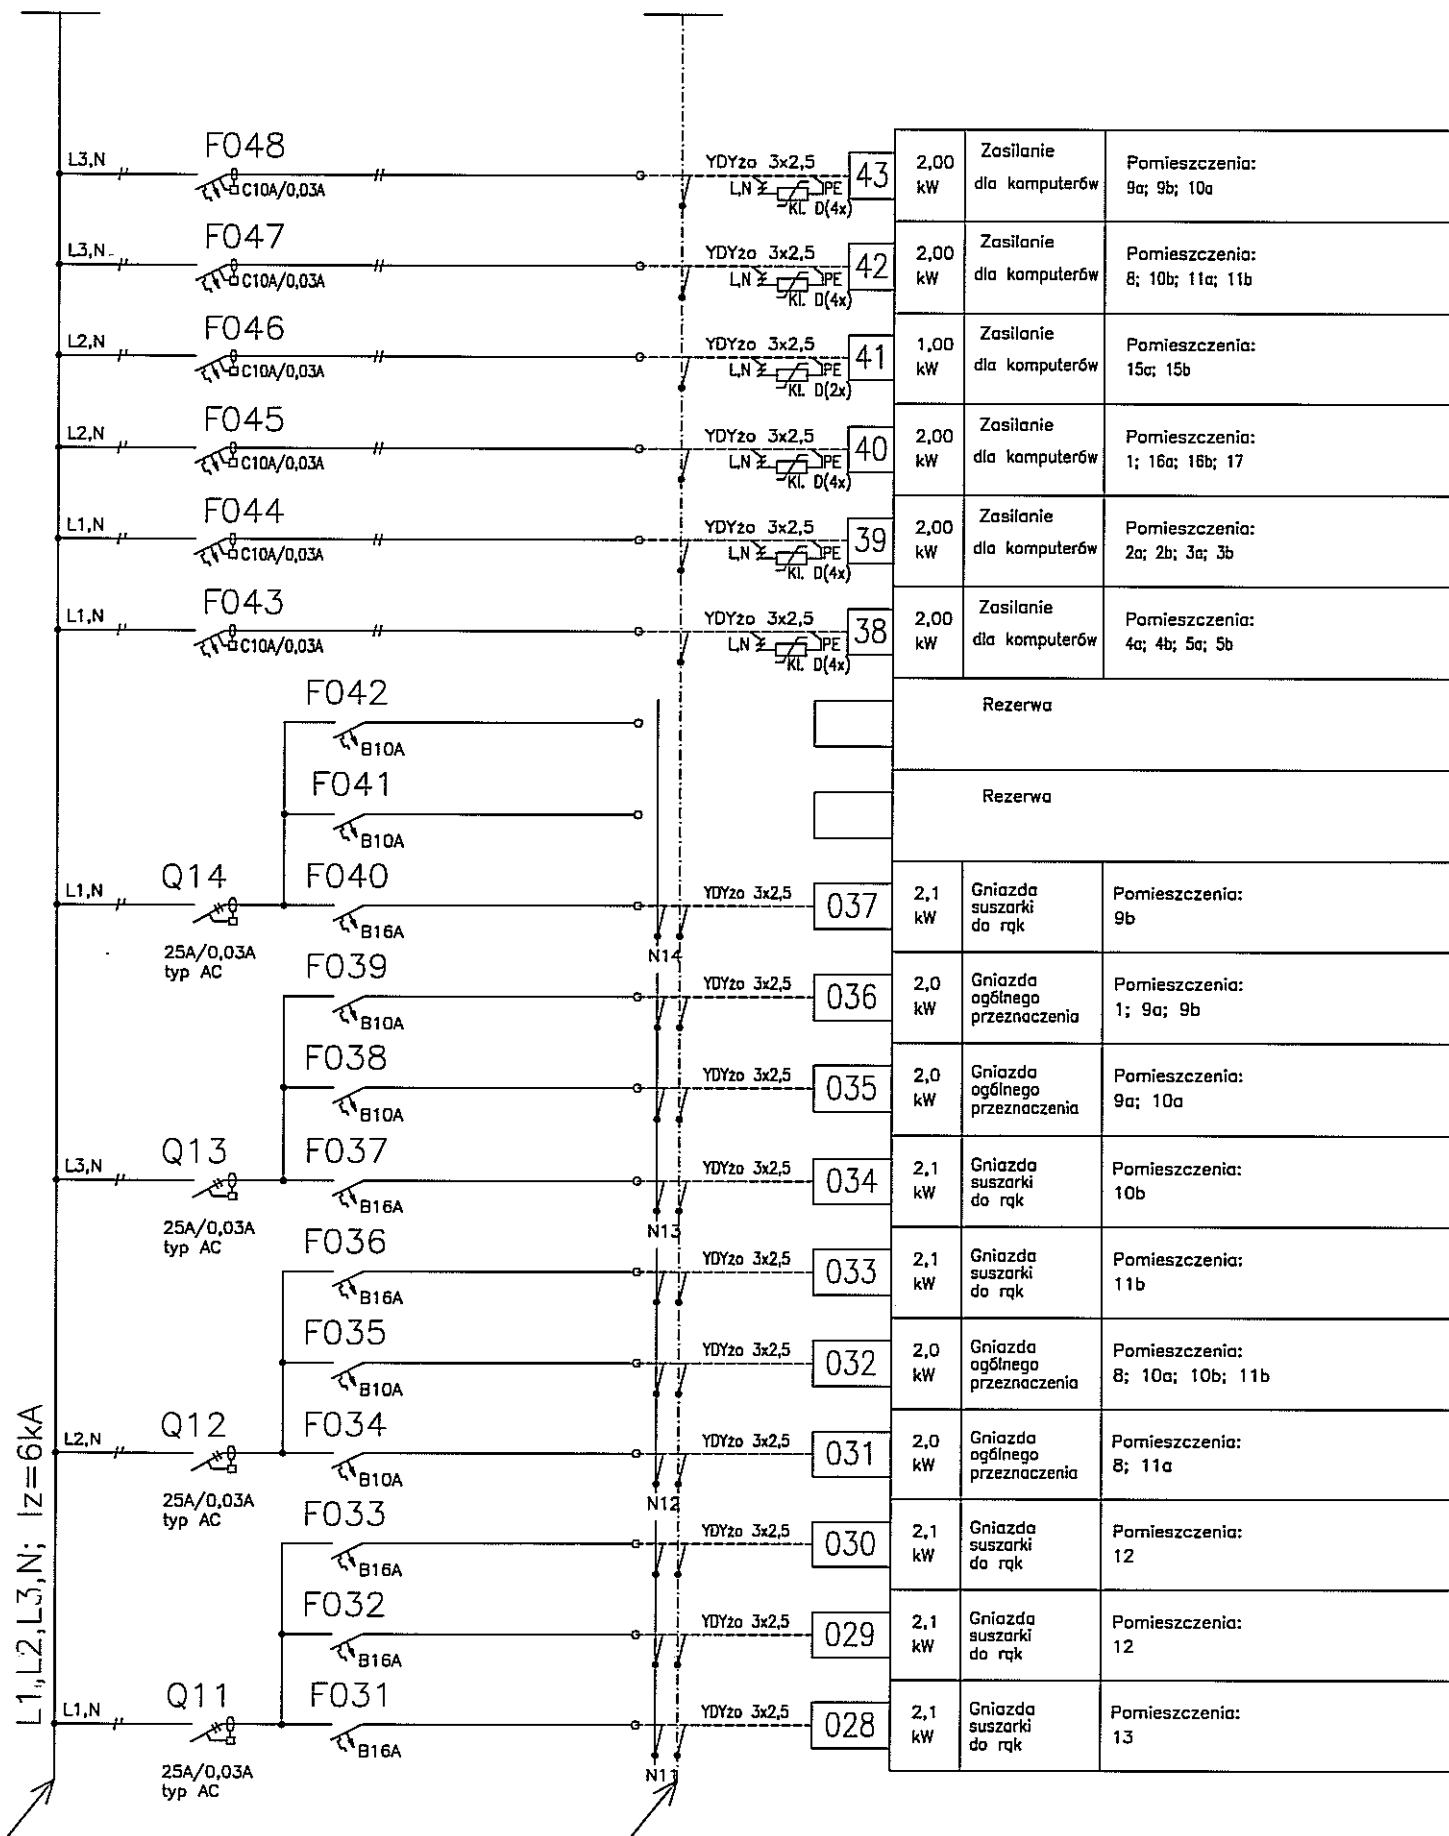 F048
L3,N
C10A/0,03A
YDYżo 3x2,5
L,N
PE
Kl. D(4x)
43
2,00
kW
Zasilanie
dla komputerów
Pomieszczenia:
9a; 9b; 10a
F047
L3,N
C10A/0,03A
YDYżo 3x2,5
L,N
PE
Kl. D(4x)
42
2,00
kW
Zasilanie
dla komputerów
Pomieszczenia:
8; 10b; 11a; 11b
F046
L2,N
C10A/0,03A
YDYżo 3x2,5
L,N
PE
Kl. D(2x)
41
1,00
kW
Zasilanie
dla komputerów
Pomieszczenia:
15a; 15b
F045
L2,N
C10A/0,03A
YDYżo 3x2,5
L,N
PE
Kl. D(4x)
40
2,00
kW
Zasilanie
dla komputerów
Pomieszczenia:
1; 16a; 16b; 17
F044
L1,N
C10A/0,03A
YDYżo 3x2,5
L,N
PE
Kl. D(4x)
39
2,00
kW
Zasilanie
dla komputerów
Pomieszczenia:
2a; 2b; 3a; 3b
F043
L1,N
C10A/0,03A
YDYżo 3x2,5
L,N
PE
Kl. D(4x)
38
2,00
kW
Zasilanie
dla komputerów
Pomieszczenia:
4a; 4b; 5a; 5b
F042
B10A
Rezerwa
F041
B10A
Rezerwa
L1,N
Q14
25A/0,03A
typ AC
F040
B16A
N14
YDYżo 3x2,5
037
2,1
kW
Gniazda
suszarki
do rąk
Pomieszczenia:
9b
F039
B10A
YDYżo 3x2,5
036
2,0
kW
Gniazda
ogólnego
przeznaczenia
Pomieszczenia:
1; 9a; 9b
F038
B10A
YDYżo 3x2,5
035
2,0
kW
Gniazda
ogólnego
przeznaczenia
Pomieszczenia:
9a; 10a
L3,N
Q13
25A/0,03A
typ AC
F037
B16A
N13
YDYżo 3x2,5
034
2,1
kW
Gniazda
suszarki
do rąk
Pomieszczenia:
10b
F036
B16A
YDYżo 3x2,5
033
2,1
kW
Gniazda
suszarki
do rąk
Pomieszczenia:
11b
F035
B10A
YDYżo 3x2,5
032
2,0
kW
Gniazda
ogólnego
przeznaczenia
Pomieszczenia:
8; 10a; 10b; 11b
L2,N
Q12
25A/0,03A
typ AC
F034
B10A
N12
YDYżo 3x2,5
031
2,0
kW
Gniazda
ogólnego
przeznaczenia
Pomieszczenia:
8; 11a
F033
B16A
YDYżo 3x2,5
030
2,1
kW
Gniazda
suszarki
do rąk
Pomieszczenia:
12
F032
B16A
YDYżo 3x2,5
029
2,1
kW
Gniazda
suszarki
do rąk
Pomieszczenia:
12
L1,N
Q11
25A/0,03A
typ AC
F031
B16A
N11
YDYżo 3x2,5
028
2,1
kW
Gniazda
suszarki
do rąk
Pomieszczenia:
13
L1,L2,L3,N; Iz=6kA